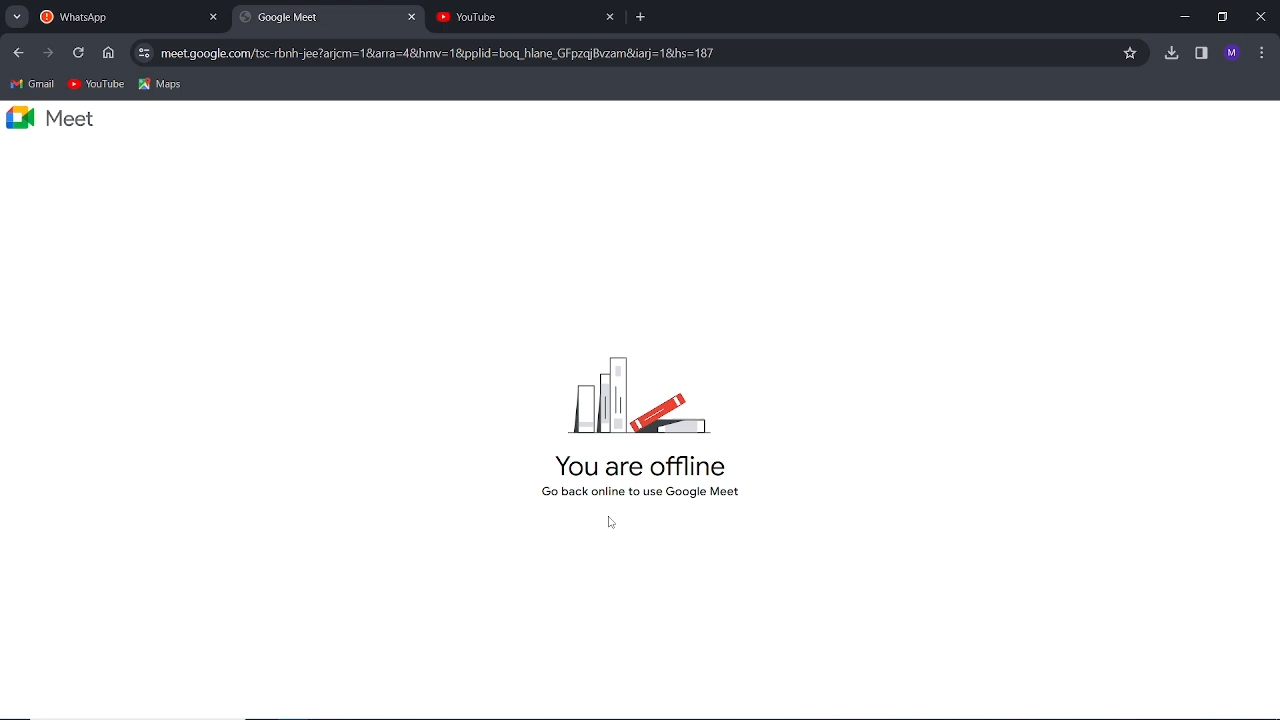 WhatsApp
Google Meet
YouTube
meet.google.com/tsc-rbnh-jee?arjcm=1&arra=4&hmv=1&pplid=boq_hlane_GFpzqjBvzam&iarj=1&hs=187
M
Gmail
YouTube
Maps
Meet
You are offline
Go back online to use Google Meet